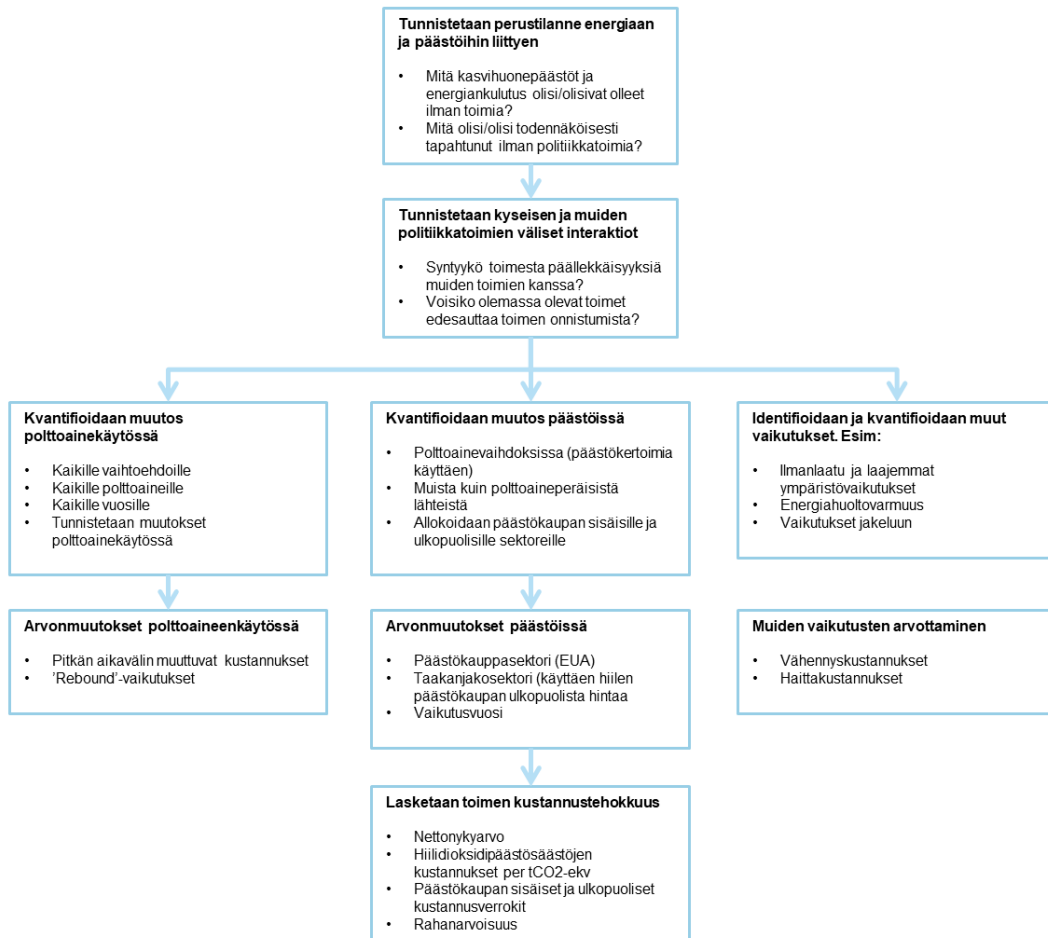 Tunnistetaan perustilanne energiaan
ja päästöihin liittyen
• Mitä kasvihuonepäästöt ja
energiankulutus olisi/olisivat olleet
ilman toimia?
• Mitä olisi/olisi todennäköisesti
tapahtunut ilman politiikkatoimia?
Tunnistetaan kyseisen ja muiden
politiikkatoimien väliset interaktiot
• Syntyykö toimesta päällekkäisyyksiä
muiden toimien kanssa?
• Voisiko olemassa olevat toimet
edesauttaa toimen onnistumista?
Kvantifioidaan muutos
polttoainekäytössä
• Kaikille vaihtoehdoille
• Kaikille polttoaineille
• Kaikille vuosille
• Tunnistetaan muutokset
polttoainekäytössä
Kvantifioidaan muutos päästöissä
• Polttoainevaihdoksissa (päästökertoimia
käyttäen)
• Muista kuin polttoaineperäisistä
lähteistä
• Allokoidaan päästökaupan sisäisille ja
ulkopuolisille sektoreille
Identifioidaan ja kvantifioidaan muut
vaikutukset. Esim:
• Ilmanlaatu ja laajemmat
ympäristövaikutukset
• Energiahuoltovarmuus
• Vaikutukset jakeluun
Arvonmuutokset polttoaineenkäytössä
• Pitkän aikavälin muuttuvat kustannukset
• ’Rebound’-vaikutukset
Arvonmuutokset päästöissä
• Päästökauppasektori (EUA)
• Taakanjakosektori (käyttäen hiilen
päästökaupan ulkopuolista hintaa
• Vaikutusvuosi
Muiden vaikutusten arvottaminen
• Vähennyskustannukset
• Haittakustannukset
Lasketaan toimen kustannustehokkuus
• Nettonykyarvo
• Hiilidioksidipäästösäästöjen
kustannukset per tCO2-ekv
• Päästökaupan sisäiset ja ulkopuoliset
kustannusverrokit
• Rahanarvoisuus